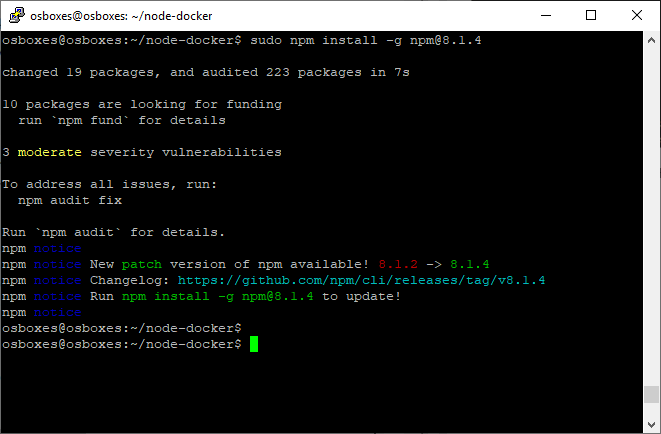 osboxes@osboxes: ~/node-docker
osboxes@osboxes:~/node-docker$ sudo npm install -g npm@8.1.4
changed 19 packages, and audited 223 packages in 7s
10 packages are looking for funding
  run `npm fund` for details
3 moderate severity vulnerabilities
To address all issues, run:
  npm audit fix
Run `npm audit` for details.
npm notice
npm notice New patch version of npm available! 8.1.2 -> 8.1.4
npm notice Changelog: https://github.com/npm/cli/releases/tag/v8.1.4
npm notice Run npm install -g npm@8.1.4 to update!
npm notice
osboxes@osboxes:~/node-docker$
osboxes@osboxes:~/node-docker$